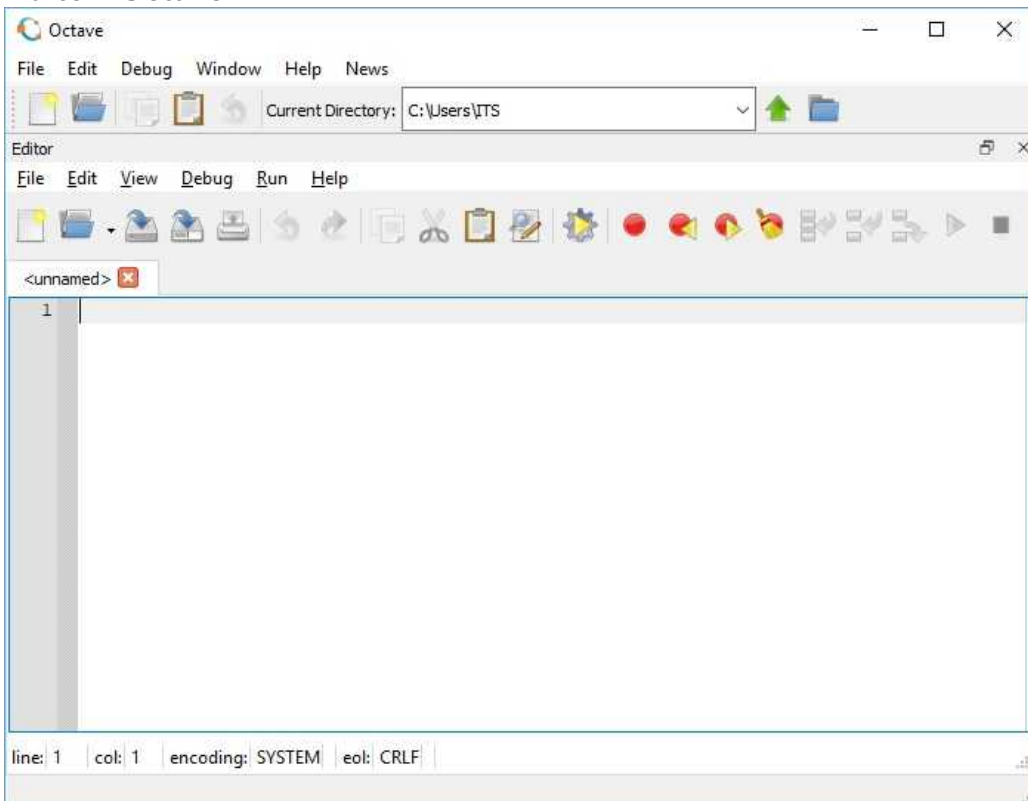 Octave
File Edit Debug Window Help News
Current Directory: C:\Users\ITS
Editor
File Edit View Debug Run Help
<unnamed>
1
line: 1 col: 1 encoding: SYSTEM eol: CRLF